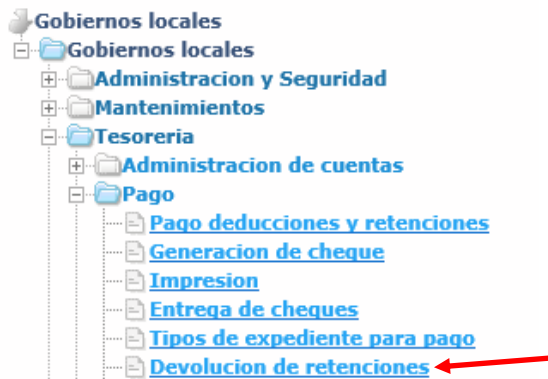 Gobiernos locales
Gobiernos locales
Administracion y Seguridad
Mantenimientos
Tesoreria
Administracion de cuentas
Pago
Pago deducciones y retenciones
Generacion de cheque
Impresion
Entrega de cheques
Tipos de expediente para pago
Devolucion de retenciones